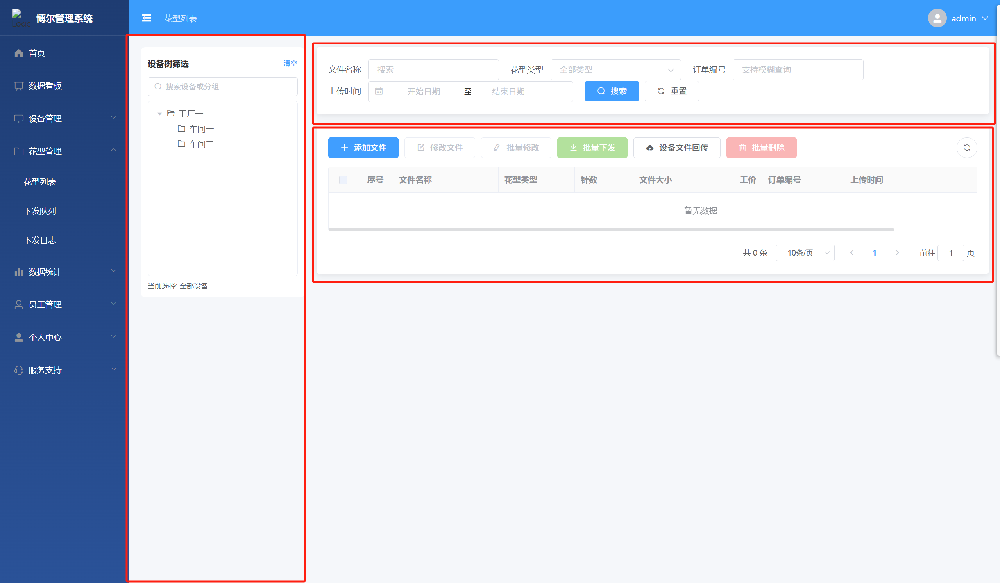 Logo
博尔管理系统
花型列表
admin
首页
数据看板
设备管理
花型管理
花型列表
下发队列
下发日志
数据统计
员工管理
个人中心
服务支持
设备树筛选
清空
搜索设备或分组
工厂一
车间一
车间二
当前选择: 全部设备
文件名称 搜索 花型类型 全部类型 订单编号 支持模糊查询
上传时间 开始日期 至 结束日期 搜索 重置
添加文件 修改文件 批量修改 批量下发 设备文件回传 批量删除
序号 文件名称 花型类型 针数 文件大小 工价 订单编号 上传时间
暂无数据
共 0 条 10条/页 1 前往 1 页